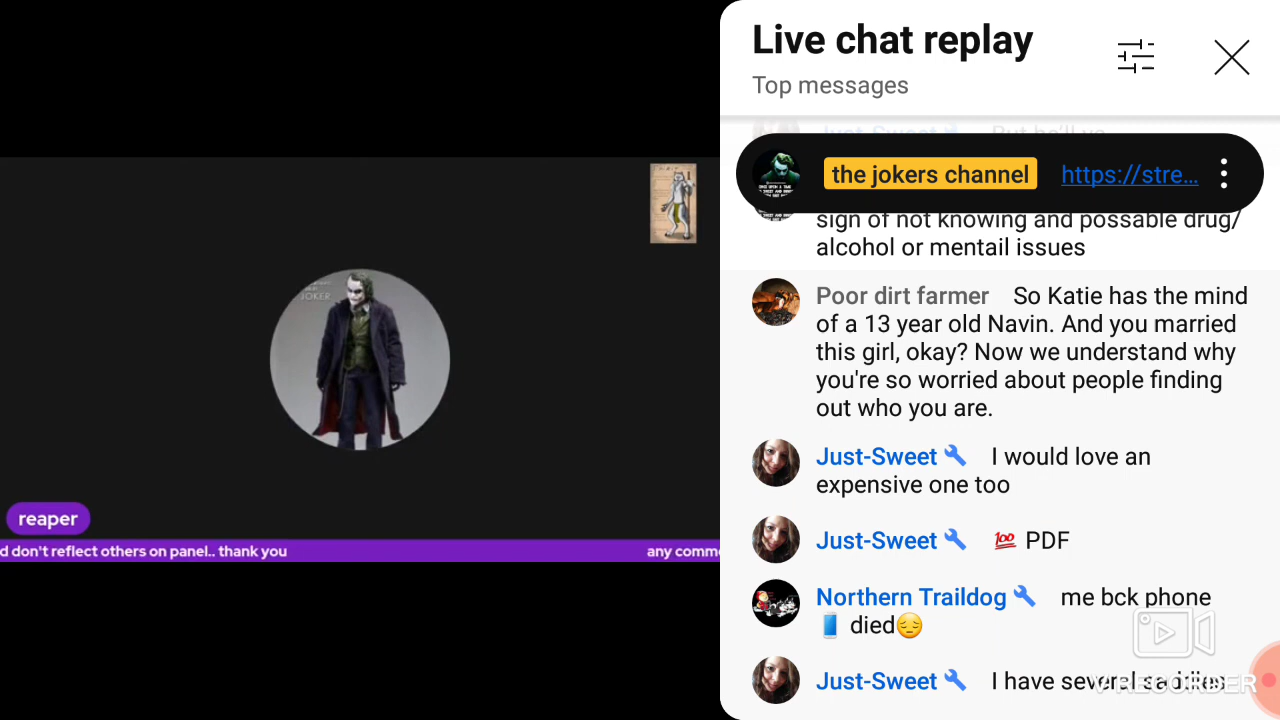 Live chat replay
Top messages
the jokers channel https://stre...
sign of not knowing and possable drug/
alcohol or mentail issues
Poor dirt farmer So Katie has the mind
of a 13 year old Navin. And you married
this girl, okay? Now we understand why
you're so worried about people finding
out who you are.
Just-Sweet I would love an
expensive one too
Just-Sweet 💯 PDF
Northern Traildog me bck phone
📱 died😔
Just-Sweet I have several saddles
V RECORDER
JOKER
reaper
d don't reflect others on panel.. thank you
any comme